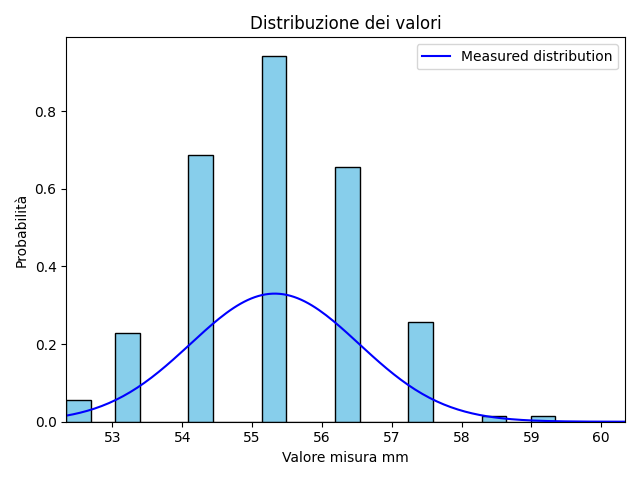 Distribuzione dei valori
Measured distribution
Probabilità
0.8
0.6
0.4
0.2
0.0
53 54 55 56 57 58 59 60
Valore misura mm